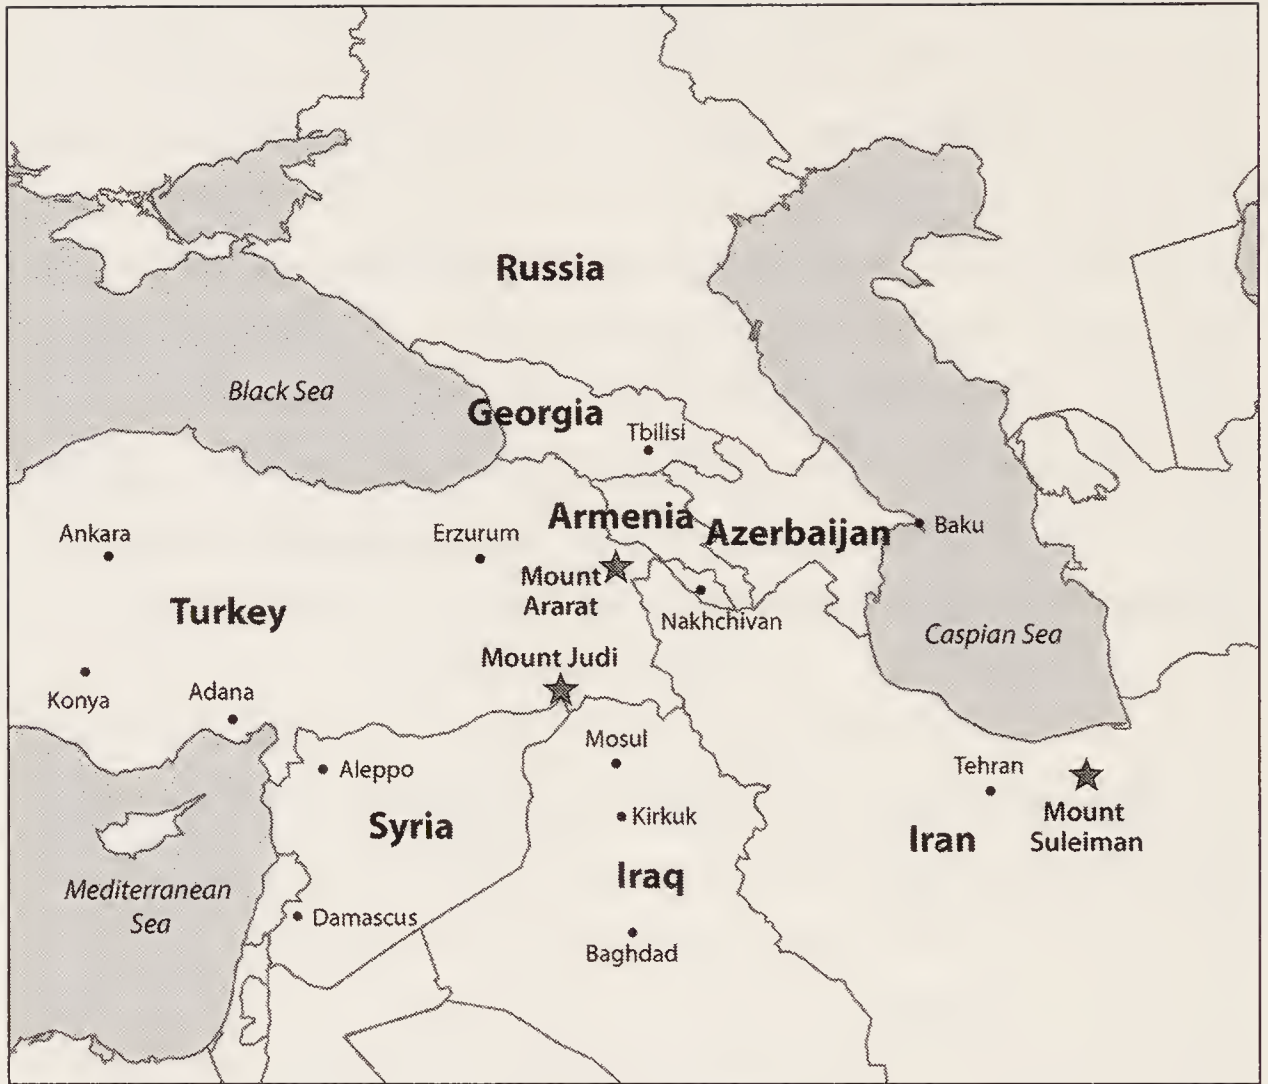 Russia
Black Sea
Georgia
Tbilisi
Armenia
Azerbaijan
Baku
Ankara
Erzurum
Mount
Ararat
Turkey
Nakhchivan
Caspian Sea
Mount Judi
Konya
Adana
Mosul
Aleppo
Tehran
Kirkuk
Syria
Iran
Mount
Suleiman
Iraq
Mediterranean
Sea
Damascus
Baghdad